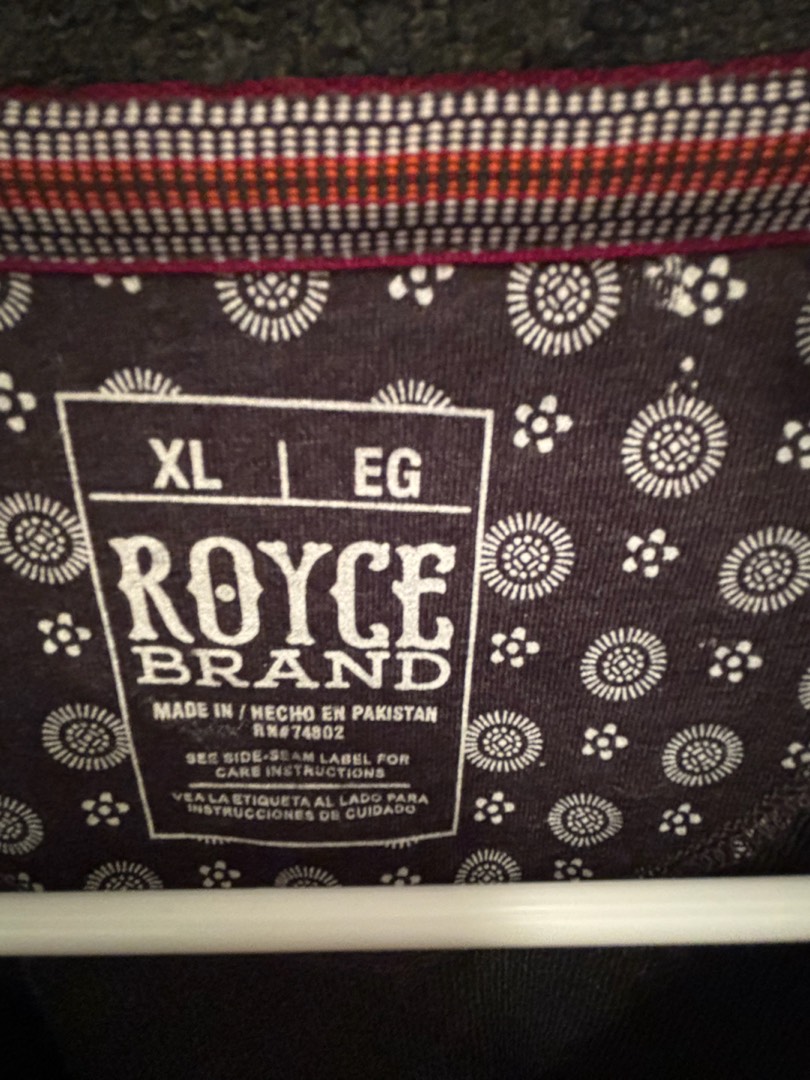 XL | EG
ROYCE
BRAND
MADE IN / HECHO EN PAKISTAN
RN#74802
SEE SIDE-SEAM LABEL FOR
CARE INSTRUCTIONS
VEA LA ETIQUETA AL LADO PARA
INSTRUCCIONES DE CUIDADO